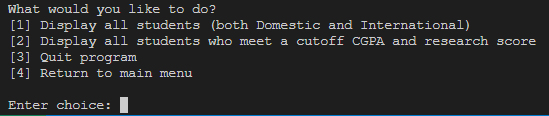 What would you like to do?
[1] Display all students (both Domestic and International)
[2] Display all students who meet a cutoff CGPA and research score
[3] Quit program
[4] Return to main menu
Enter choice: